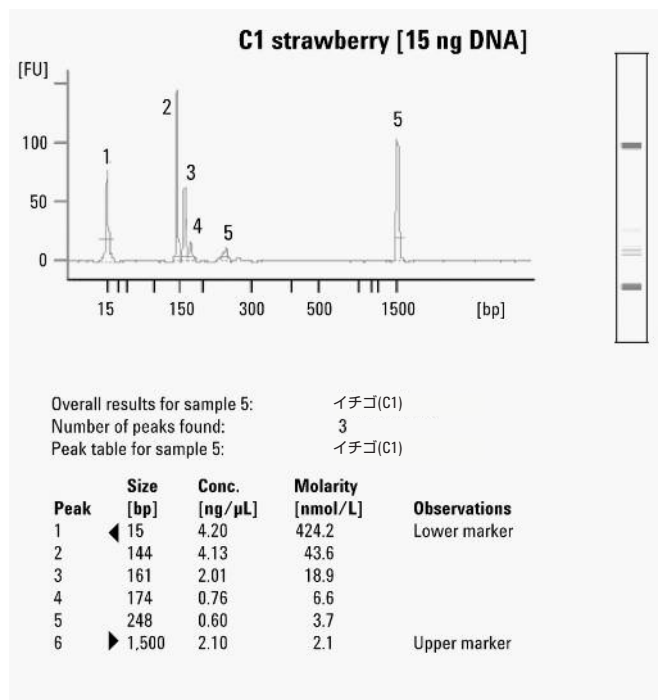 C1 strawberry [15 ng DNA]
[FU]
100
50
0
1
2
3
4
5
5
15 150 300 500 1500 [bp]
Overall results for sample 5: イチゴ(C1)
Number of peaks found: 3
Peak table for sample 5: イチゴ(C1)
Size Conc. Molarity
Peak [bp] [ng/µL] [nmol/L] Observations
1 15 4.20 424.2 Lower marker
2 144 4.13 43.6
3 161 2.01 18.9
4 174 0.76 6.6
5 248 0.60 3.7
6 1,500 2.10 2.1 Upper marker